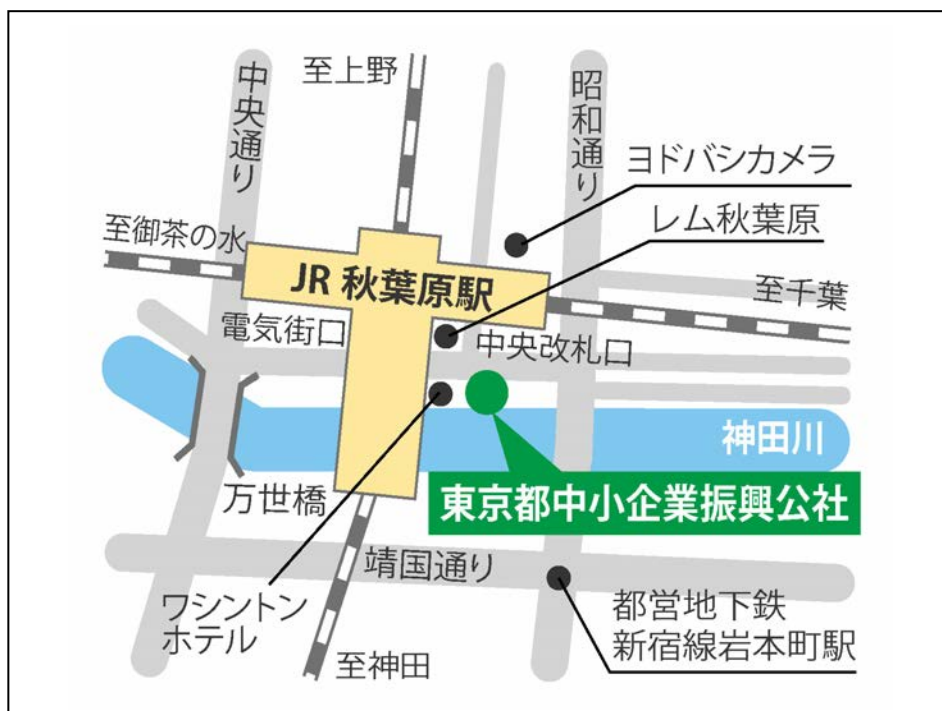 至上野
中央通り
昭和通り
ヨドバシカメラ
レム秋葉原
至御茶の水
JR 秋葉原駅
至千葉
電気街口
中央改札口
神田川
万世橋
東京都中小企業振興公社
靖国通り
ワシントン
ホテル
都営地下鉄
新宿線岩本町駅
至神田